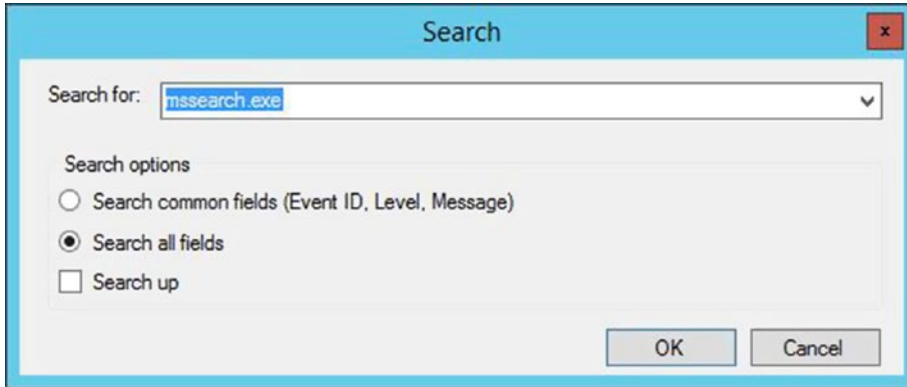 Search
x
Search for: mssearch.exe
Search options
Search common fields (Event ID, Level, Message)
Search all fields
Search up
OK Cancel